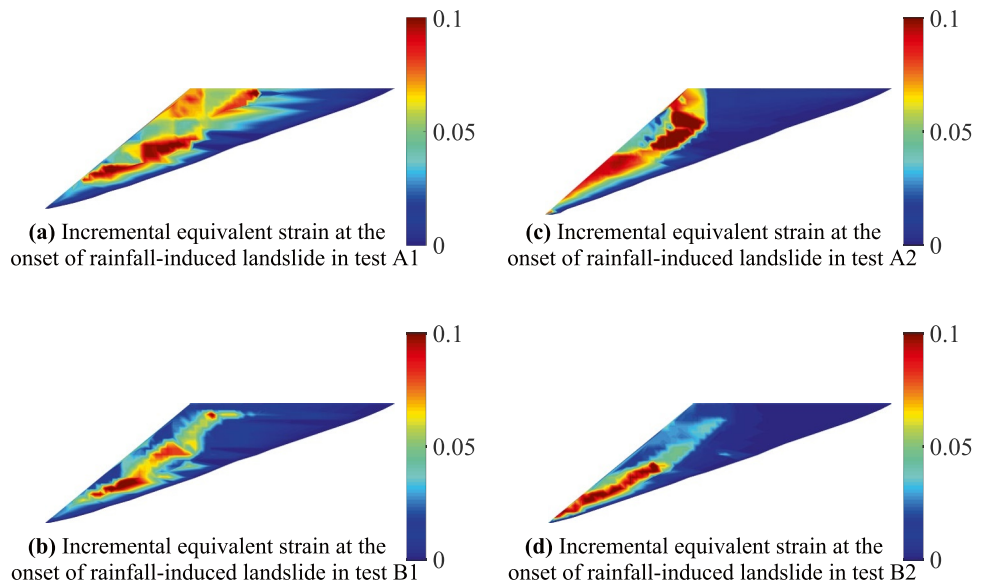 0.1
0.05
0
(a) Incremental equivalent strain at the
onset of rainfall-induced landslide in test A1
0.1
0.05
0
(c) Incremental equivalent strain at the
onset of rainfall-induced landslide in test A2
0.1
0.05
0
(b) Incremental equivalent strain at the
onset of rainfall-induced landslide in test B1
0.1
0.05
0
(d) Incremental equivalent strain at the
onset of rainfall-induced landslide in test B2